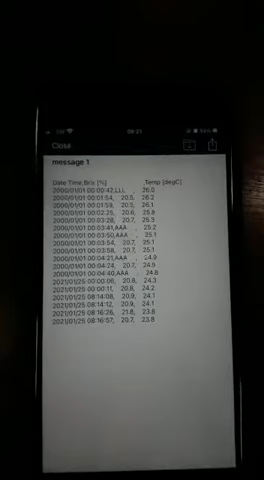 09:21
Close
message 1
Date Time,Brix [%] ,Temp [degC]
2000/01/01 00:00:42,LLL , 26.0
2000/01/01 00:01:54, 20.5, 26.2
2000/01/01 00:01:59, 20.5, 26.1
2000/01/01 00:02:25, 20.6, 25.8
2000/01/01 00:03:28, 20.7, 25.3
2000/01/01 00:03:41,AAA , 25.2
2000/01/01 00:03:50,AAA , 25.1
2000/01/01 00:03:54, 20.7, 25.1
2000/01/01 00:03:58, 20.7, 25.1
2000/01/01 00:04:21,AAA , 24.9
2000/01/01 00:04:24, 20.7, 24.9
2000/01/01 00:04:40,AAA , 24.8
2021/01/25 00:00:06, 20.8, 24.3
2021/01/25 00:00:11, 20.8, 24.2
2021/01/25 08:14:08, 20.9, 24.1
2021/01/25 08:14:12, 20.9, 24.1
2021/01/25 08:16:26, 21.8, 23.8
2021/01/25 08:16:57, 20.7, 23.8